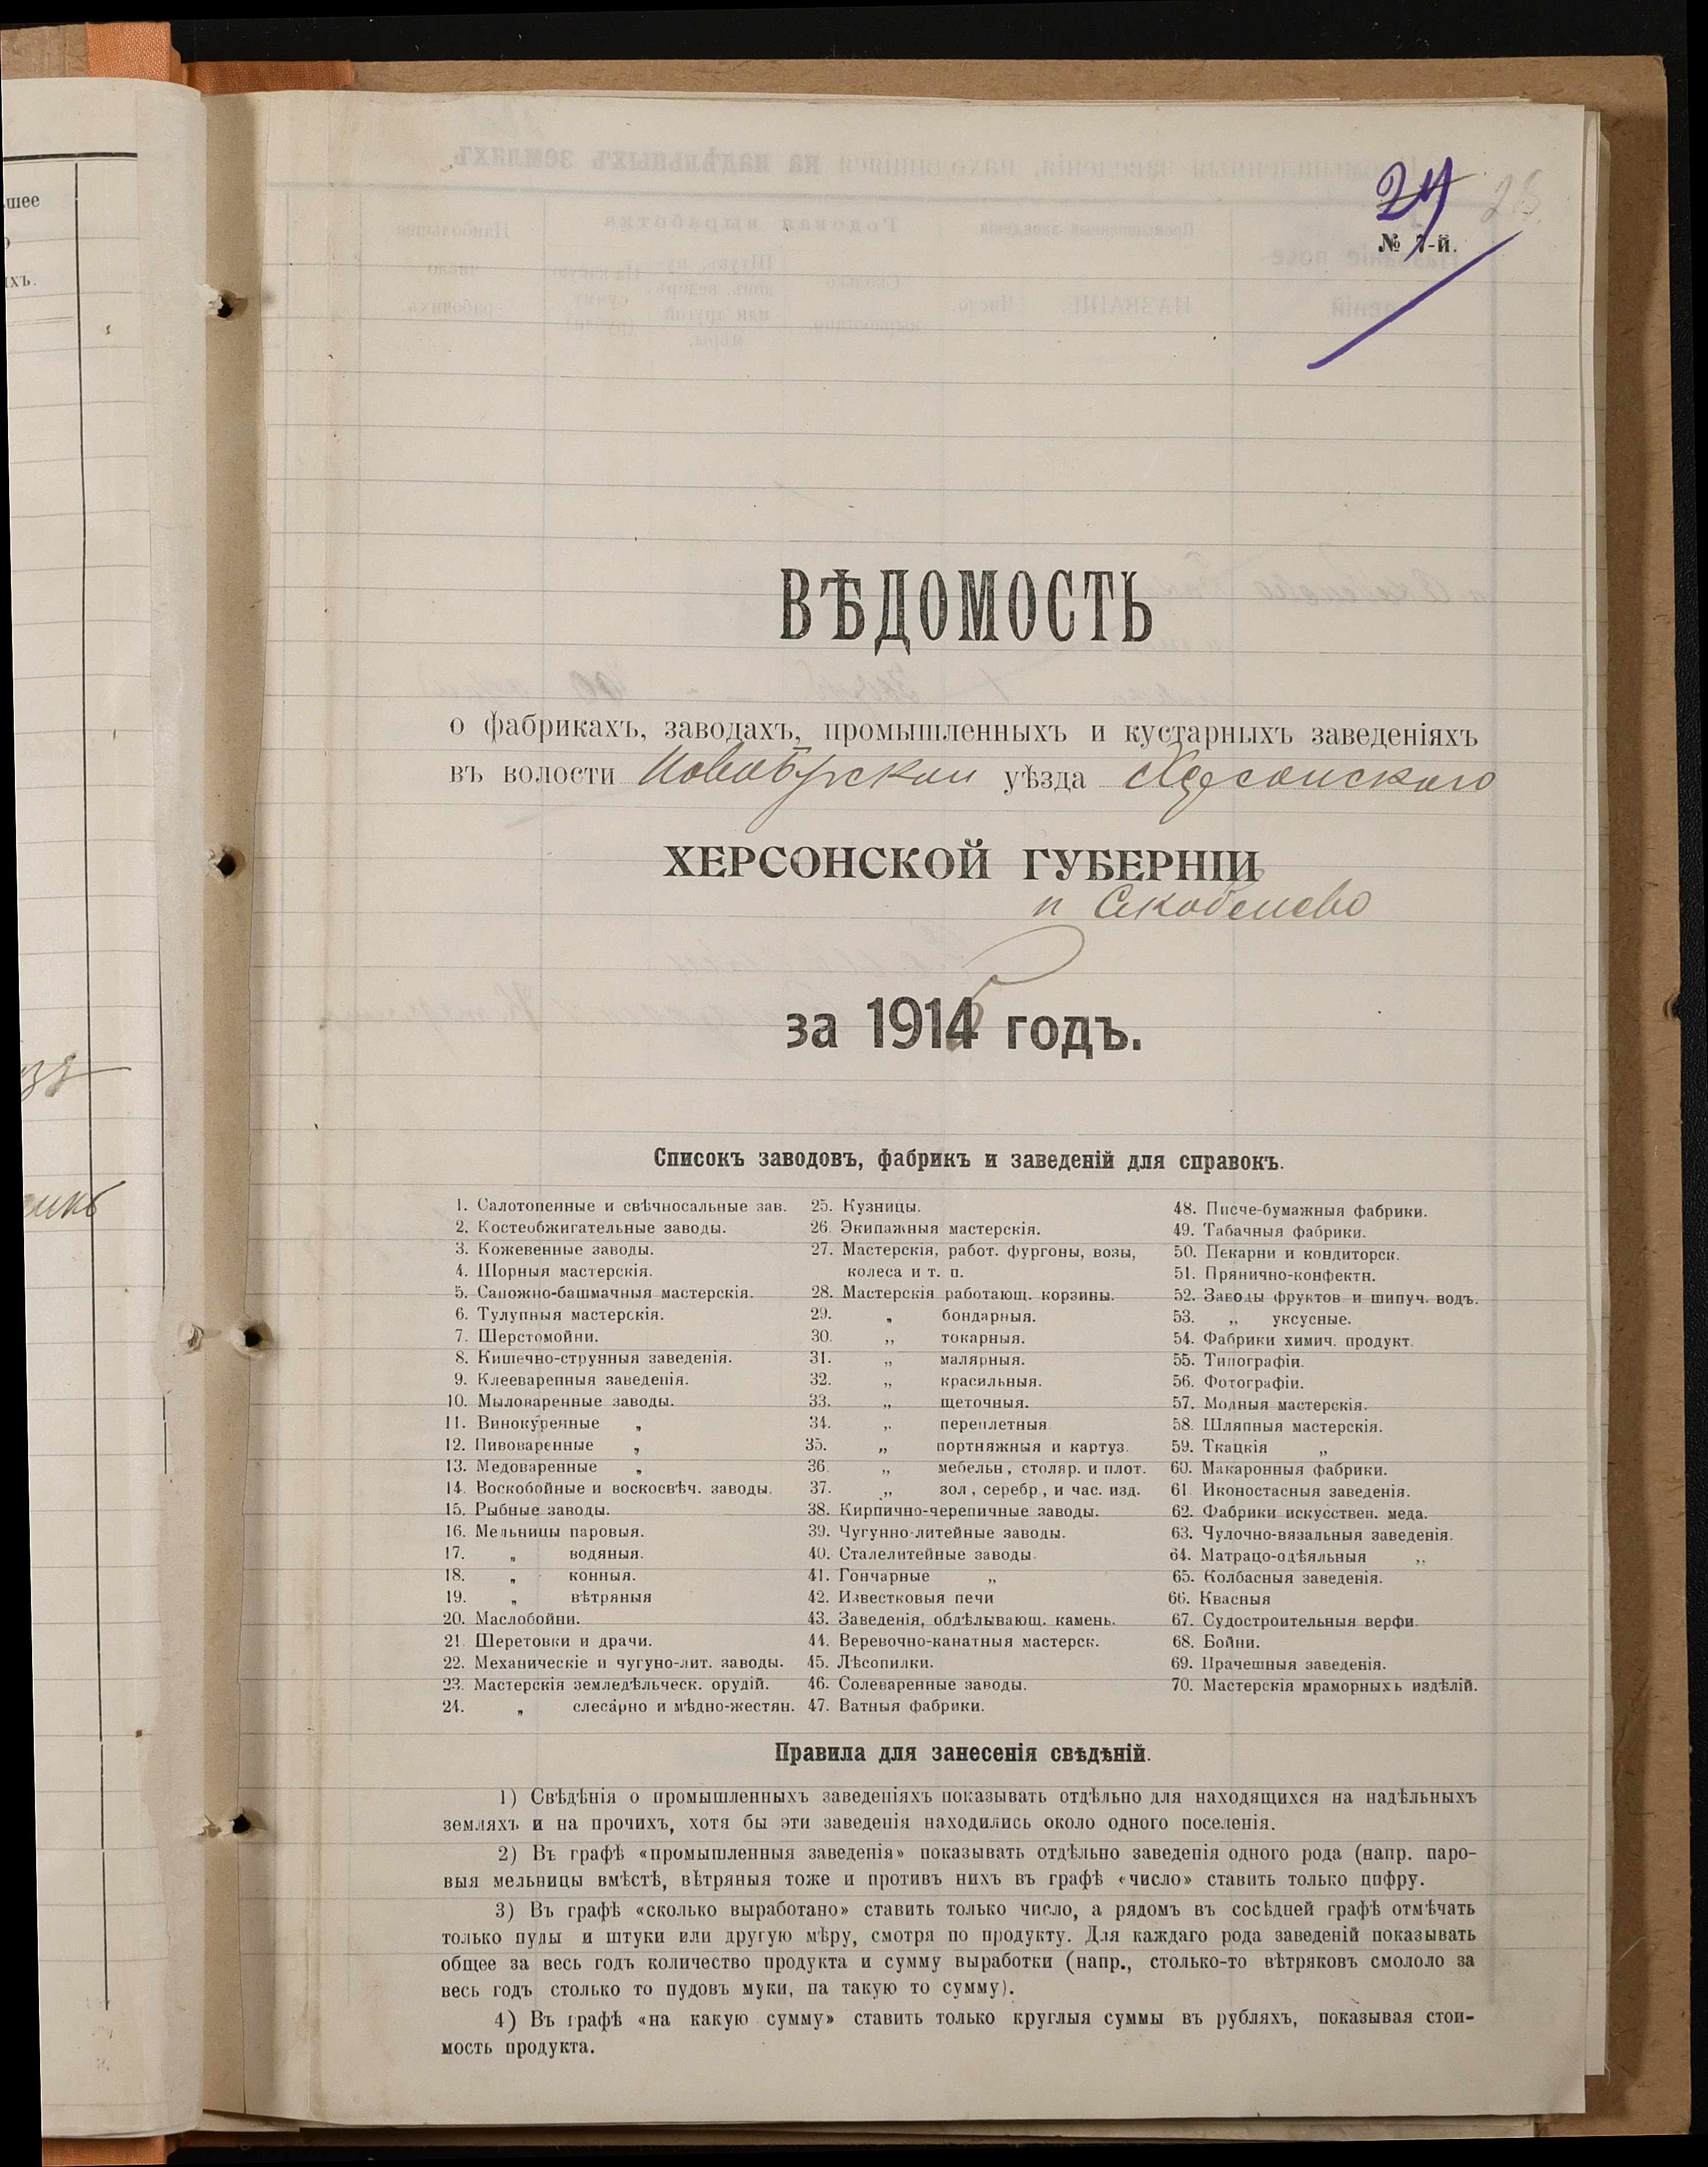 24 28.
№ 7-й.
ВѢДОМОСТЬ
о фабрикахъ, заводахъ, промышленныхъ и кустарныхъ заведеніяхъ
въ волости Новобугской уѣзда Херсонскаго
ХЕРСОНСКОЙ ГУБЕРНІИ
п Скобелево
за 1915 годъ.
Списокъ заводовъ, фабрикъ и заведеній для справокъ.
1. Салотопенные и свѣчносальные зав.
2. Костеобжигательные заводы.
3. Кожевенные заводы.
4. Шорныя мастерскія.
5. Сапожно-башмачныя мастерскія.
6. Тулупныя мастерскія.
7. Шерстомойни.
8. Кишечно-струнныя заведенія.
9. Клееваренныя заведенія.
10. Мыловаренные заводы.
11. Винокуренные „
12. Пивоваренные „
13. Медоваренные „
14. Воскобойные и воскосвѣч. заводы.
15. Рыбные заводы.
16. Мельницы паровыя.
17. „ водяныя.
18. „ конныя.
19. „ вѣтряныя
20. Маслобойни.
21. Шеретовки и драчи.
22. Механическіе и чугуно-лит. заводы.
23. Мастерскія земледѣльческ. орудій.
24. „ слесарно и мѣдно-жестян.
25. Кузницы.
26. Экипажныя мастерскія.
27. Мастерскія, работ. фургоны, возы,
колеса и т. п.
28. Мастерскія работающ. корзины.
29. „ бондарныя.
30. „ токарныя.
31. „ малярныя.
32. „ красильныя.
33. „ щеточныя.
34. „ переплетныя.
35. „ портняжныя и картуз.
36. „ мебельн, столяр. и плот.
37. „ зол, серебр, и час. изд.
38. Кирпично-черепичные заводы.
39. Чугунно-литейные заводы.
40. Сталелитейные заводы.
41. Гончарные „
42. Известковыя печи
43. Заведенія, обдѣлывающ. камень.
44. Веревочно-канатныя мастерск.
45. Лѣсопилки.
46. Солеваренные заводы.
47. Ватныя фабрики.
48. Писче-бумажныя фабрики.
49. Табачныя фабрики.
50. Пекарни и кондиторск.
51. Прянично-конфектн.
52. Заводы фруктов. и шипуч. водъ.
53. „ уксусные.
54. Фабрики химич. продукт.
55. Типографіи.
56. Фотографіи.
57. Модныя мастерскія.
58. Шляпныя мастерскія.
59. Ткацкія „
60. Макаронныя фабрики.
61. Иконостасныя заведенія.
62. Фабрики искусствен. меда.
63. Чулочно-вязальныя заведенія.
64. Матрацо-одѣяльныя „
65. Колбасныя заведенія.
66. Квасныя
67. Судостроительныя верфи.
68. Бойни.
69. Прачешныя заведенія.
70. Мастерскія мраморныхъ издѣлій.
Правила для занесенія свѣдѣній.
1) Свѣдѣнія о промышленныхъ заведеніяхъ показывать отдѣльно для находящихся на надѣльныхъ
земляхъ и на прочихъ, хотя бы эти заведенія находились около одного поселенія.
2) Въ графѣ «промышленныя заведенія» показывать отдѣльно заведенія одного рода (напр. паро-
выя мельницы вмѣстѣ, вѣтряныя тоже и противъ нихъ въ графѣ «число» ставить только цифру.
3) Въ графѣ «сколько выработано» ставить только число, а рядомъ въ сосѣдней графѣ отмѣчать
только пуды и штуки или другую мѣру, смотря по продукту. Для каждаго рода заведеній показывать
общее за весь годъ количество продукта и сумму выработки (напр., столько-то вѣтряковъ смололо за
весь годъ столько то пудовъ муки, на такую то сумму).
4) Въ графѣ «на какую сумму» ставить только круглыя суммы въ рубляхъ, показывая стои-
мость продукта.